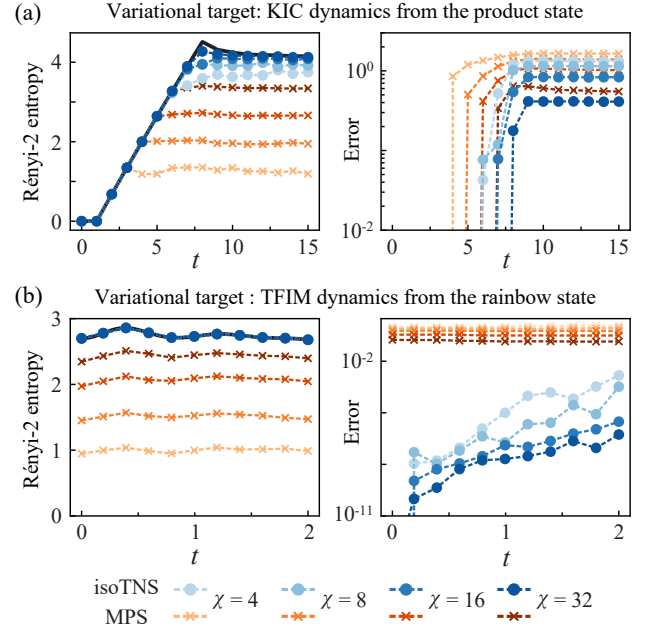 (a) Variational target: KIC dynamics from the product state
Rényi-2 entropy
4
2
0
0 5 10 15
t
Error
10^0
10^-2
0 5 10 15
t
(b) Variational target : TFIM dynamics from the rainbow state
Rényi-2 entropy
3
2
1
0
0 1 2
t
Error
10^-2
10^-11
0 1 2
t
isoTNS
MPS
χ = 4 χ = 8 χ = 16 χ = 32